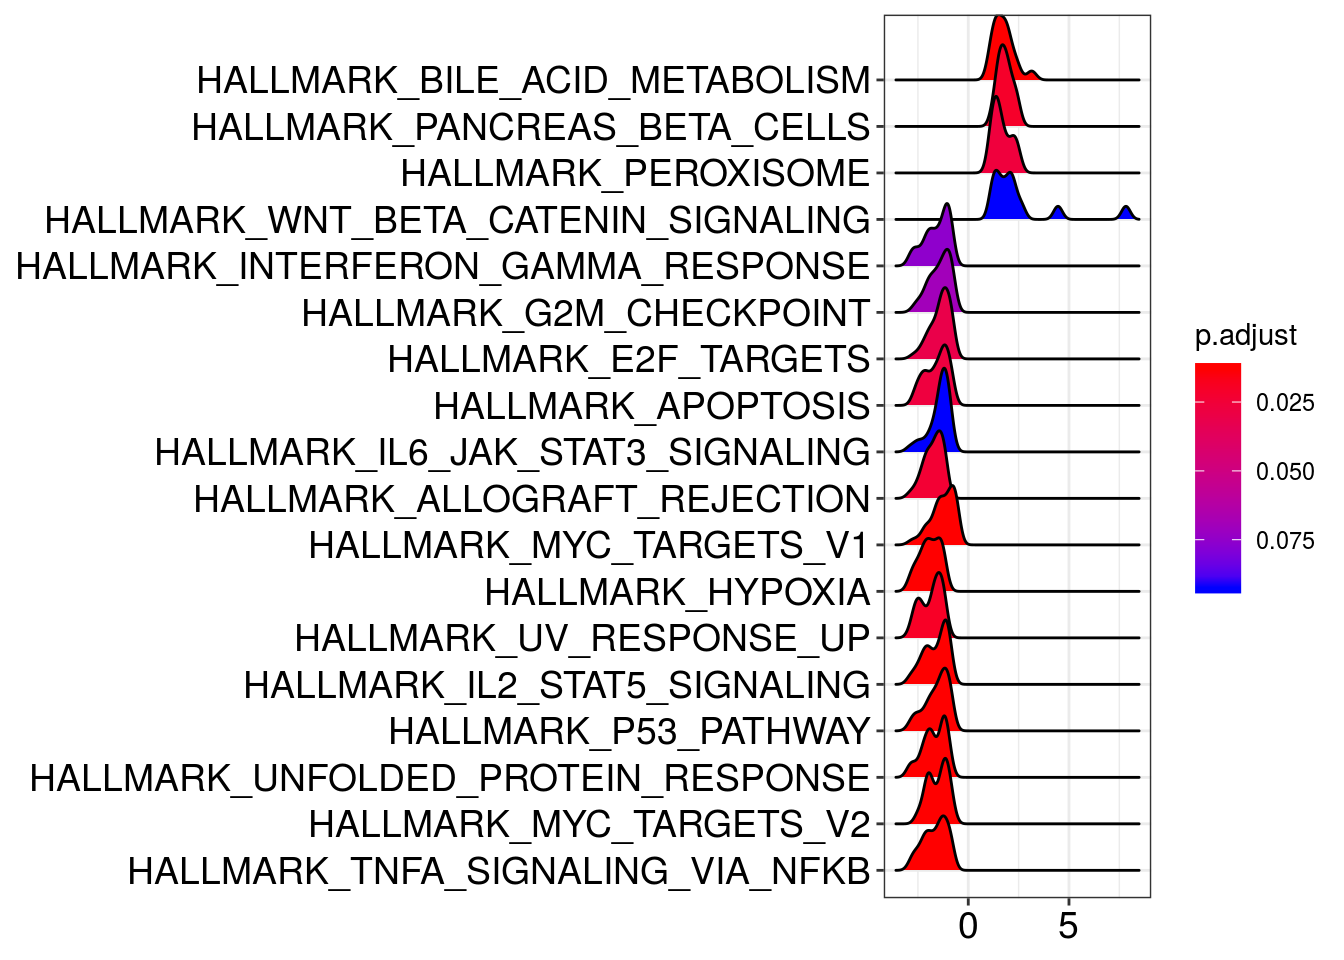 HALLMARK_BILE_ACID_METABOLISM
HALLMARK_PANCREAS_BETA_CELLS
HALLMARK_PEROXISOME
HALLMARK_WNT_BETA_CATENIN_SIGNALING
HALLMARK_INTERFERON_GAMMA_RESPONSE
HALLMARK_G2M_CHECKPOINT
HALLMARK_E2F_TARGETS
HALLMARK_APOPTOSIS
HALLMARK_IL6_JAK_STAT3_SIGNALING
HALLMARK_ALLOGRAFT_REJECTION
HALLMARK_MYC_TARGETS_V1
HALLMARK_HYPOXIA
HALLMARK_UV_RESPONSE_UP
HALLMARK_IL2_STAT5_SIGNALING
HALLMARK_P53_PATHWAY
HALLMARK_UNFOLDED_PROTEIN_RESPONSE
HALLMARK_MYC_TARGETS_V2
HALLMARK_TNFA_SIGNALING_VIA_NFKB
0 5
p.adjust
0.025
0.050
0.075